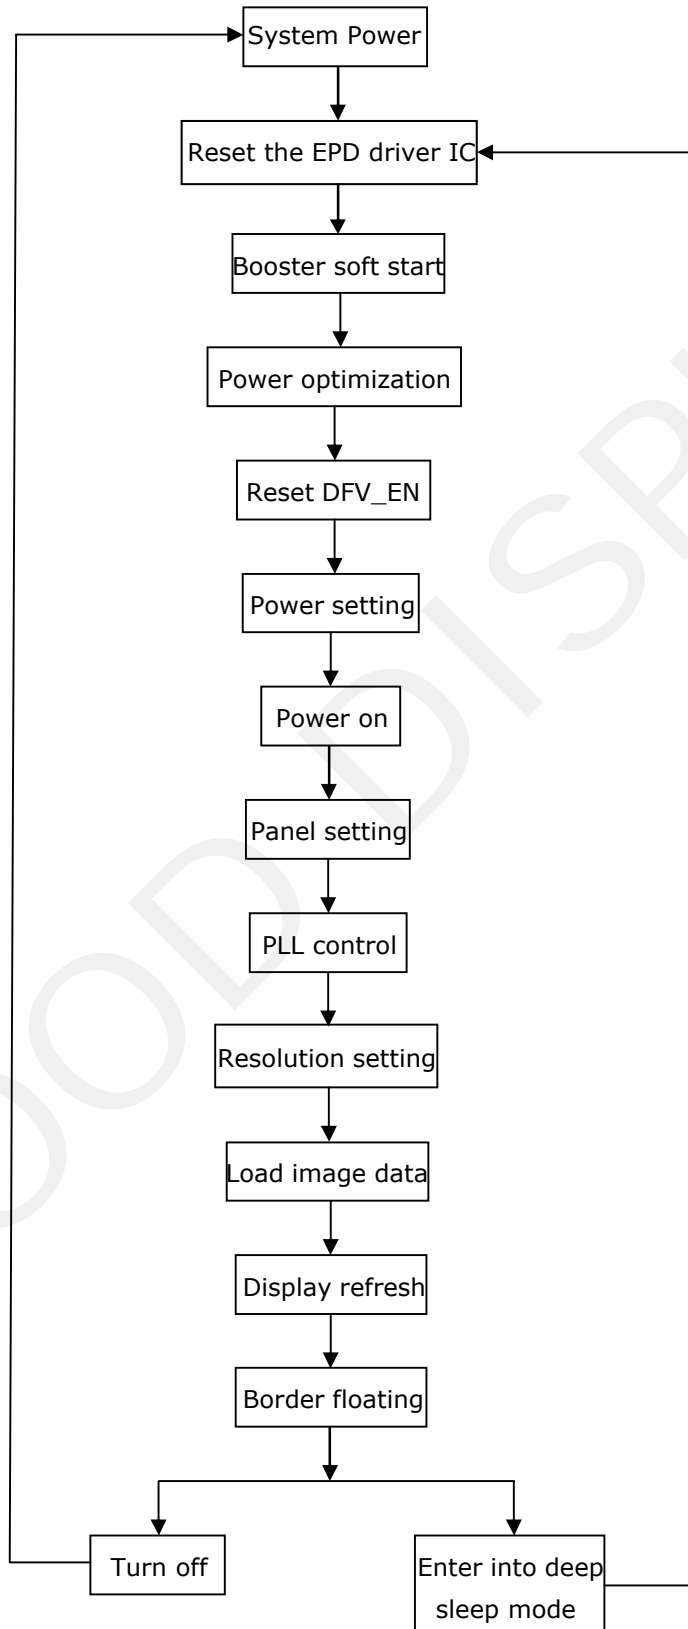 System Power
Reset the EPD driver IC
Booster soft start
Power optimization
Reset DFV_EN
Power setting
Power on
Panel setting
PLL control
Resolution setting
Load image data
Display refresh
Border floating
Turn off
Enter into deep
sleep mode
OOD DISP